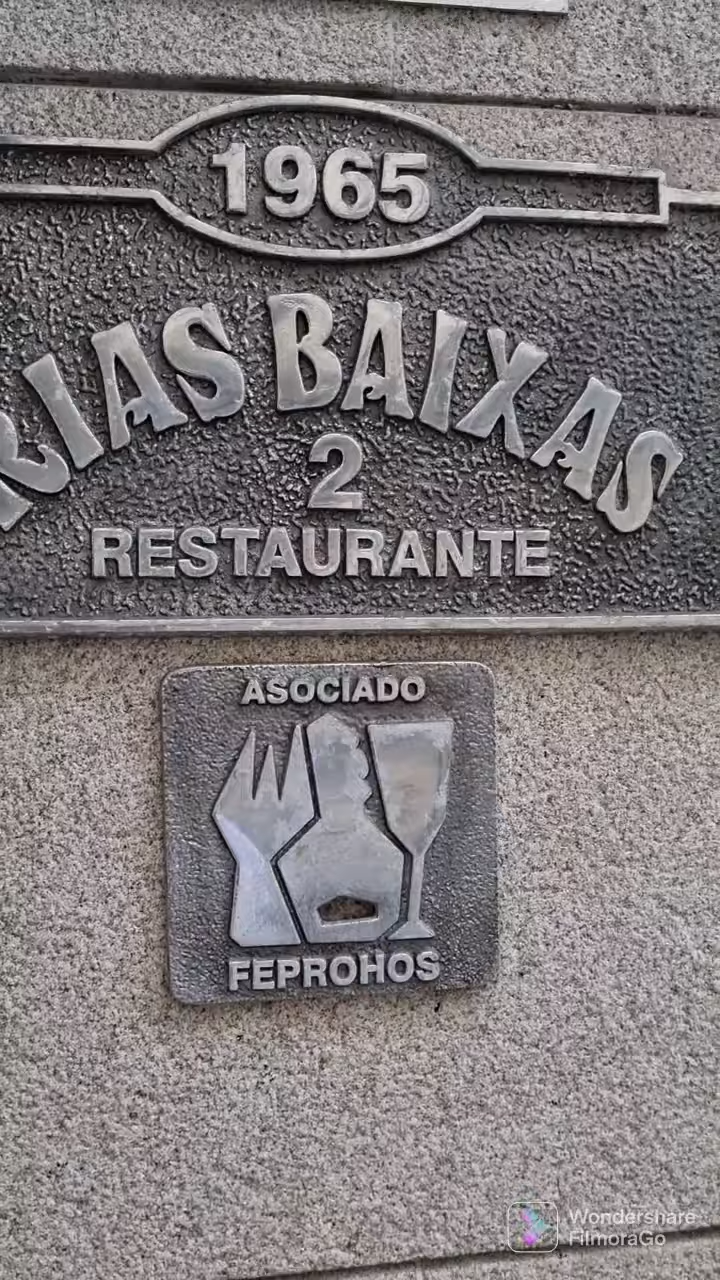 1965
RIAS BAIXAS
2
RESTAURANTE
ASOCIADO
FEPROHOS
Wondershare
FilmoraGo